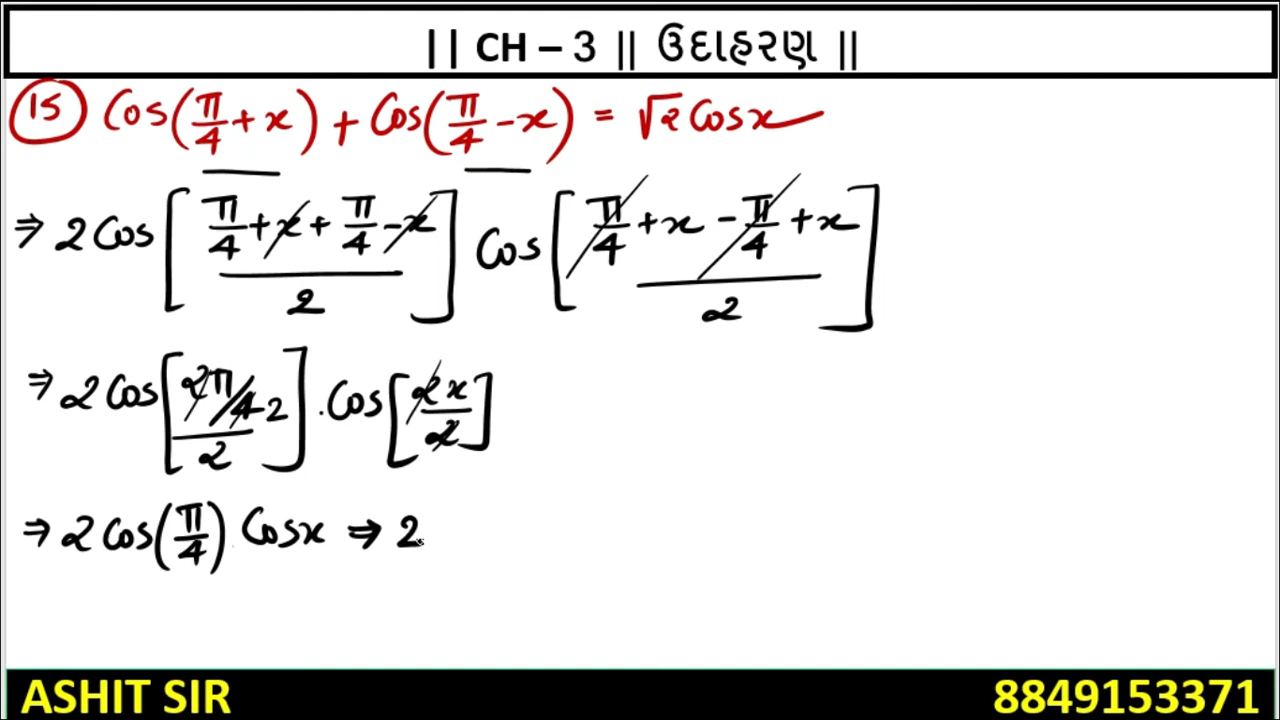 || CH – 3 || ઉદાહરણ ||
15 Cos(π/4 + x) + Cos(π/4 - x) = √2 Cosx
⇒ 2 Cos [(π/4 + x + π/4 - x)/2] Cos [(π/4 + x - π/4 + x)/2]
⇒ 2 Cos [(2π/4 2)/2] . Cos [2x/2]
⇒ 2 Cos(π/4) Cosx ⇒ 2
ASHIT SIR 8849153371